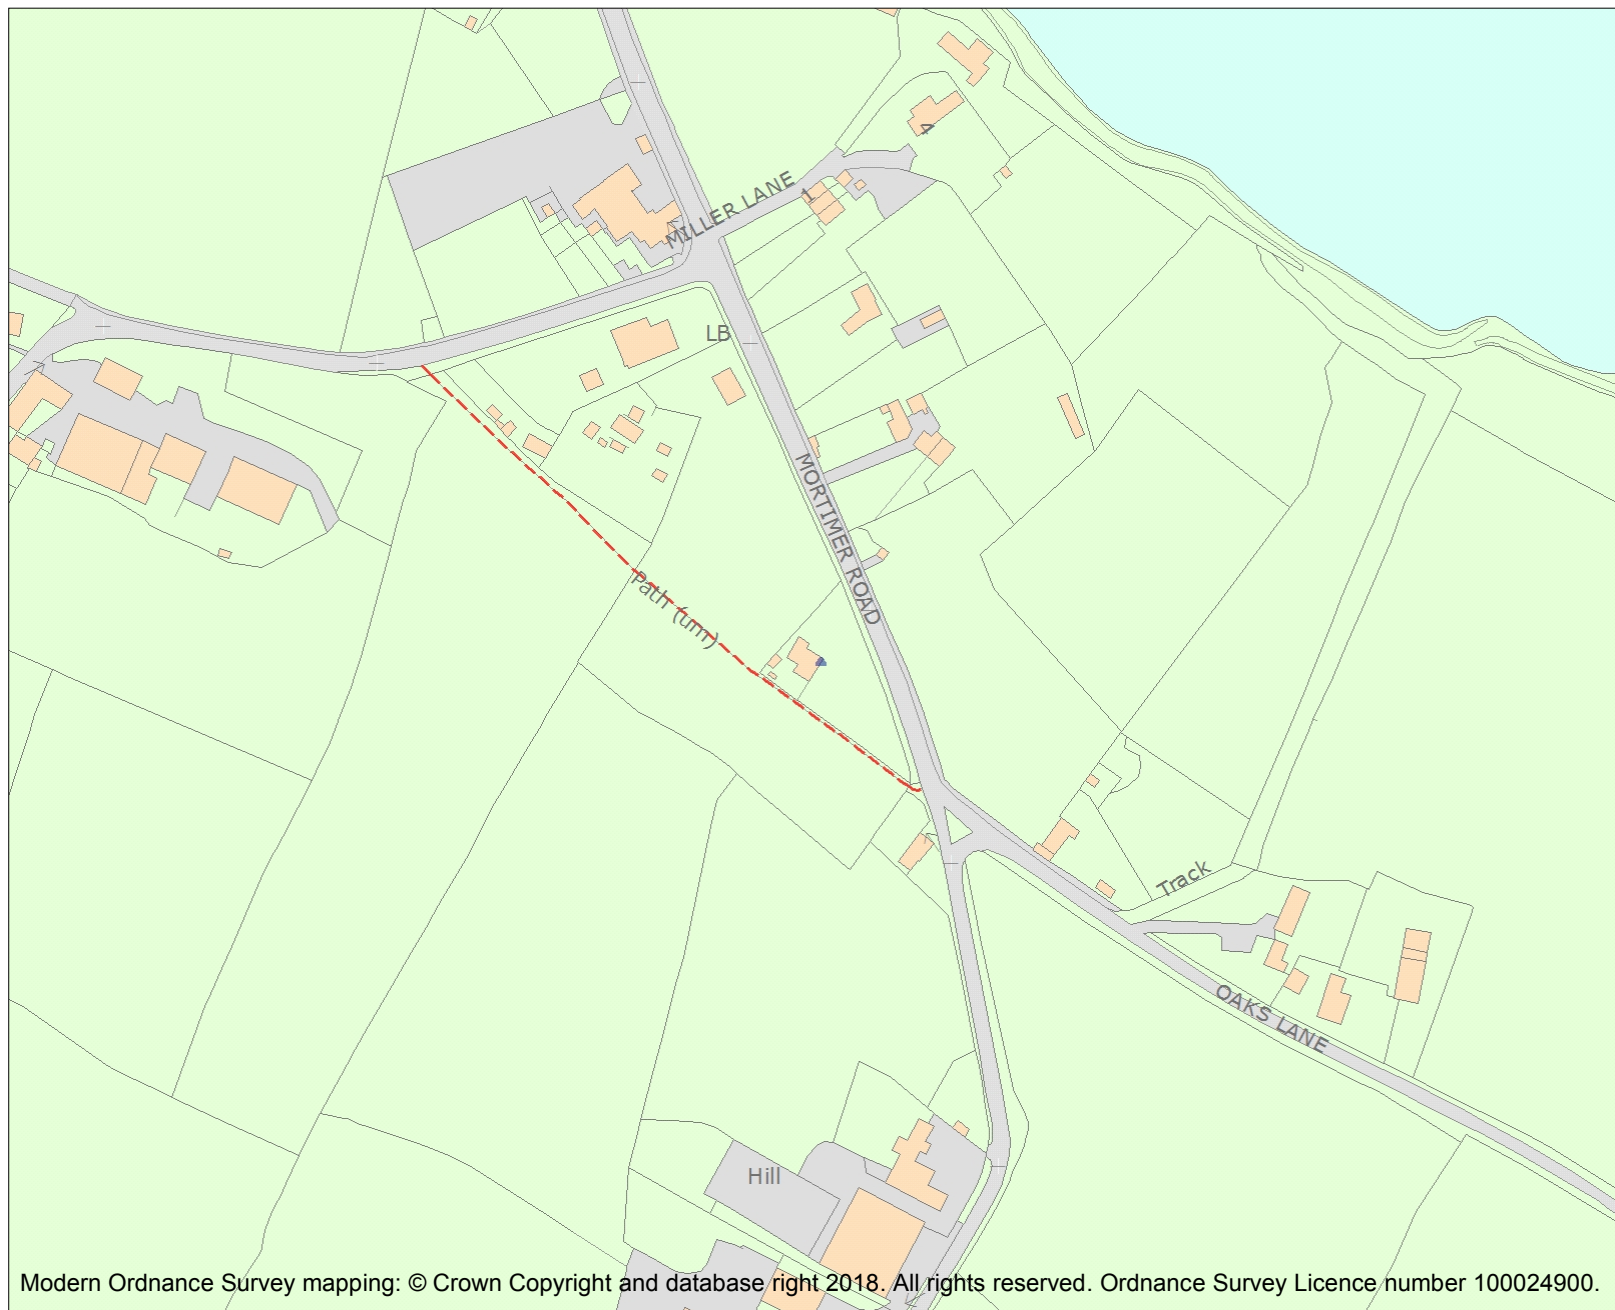 4
1
MILLER LANE
LB
MORTIMER ROAD
Path (um)
Track
OAKS LANE
Hill
Modern Ordnance Survey mapping: © Crown Copyright and database right 2018. All rights reserved. Ordnance Survey Licence number 100024900.